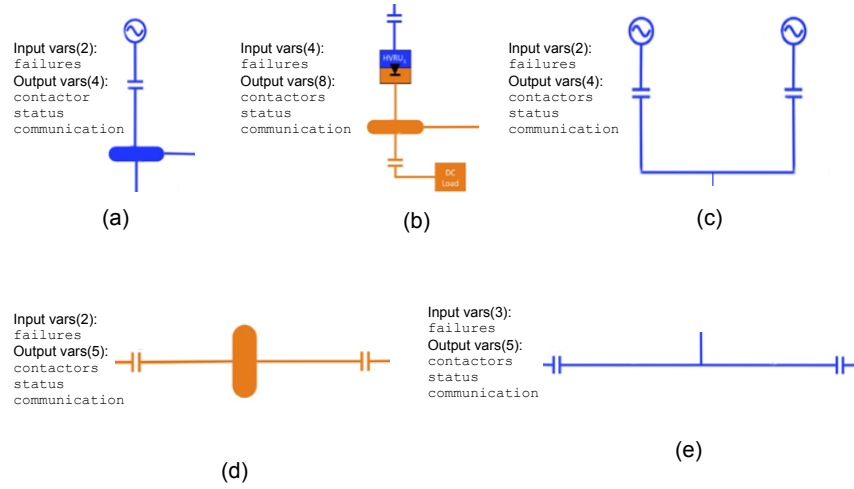 Input vars(2):
failures
Output vars(4):
contactor
status
communication
(a)
Input vars(4):
failures
Output vars(8):
contactors
status
communication
HVRU
DC
Load
(b)
Input vars(2):
failures
Output vars(4):
contactors
status
communication
(c)
Input vars(2):
failures
Output vars(5):
contactors
status
communication
(d)
Input vars(3):
failures
Output vars(5):
contactors
status
communication
(e)